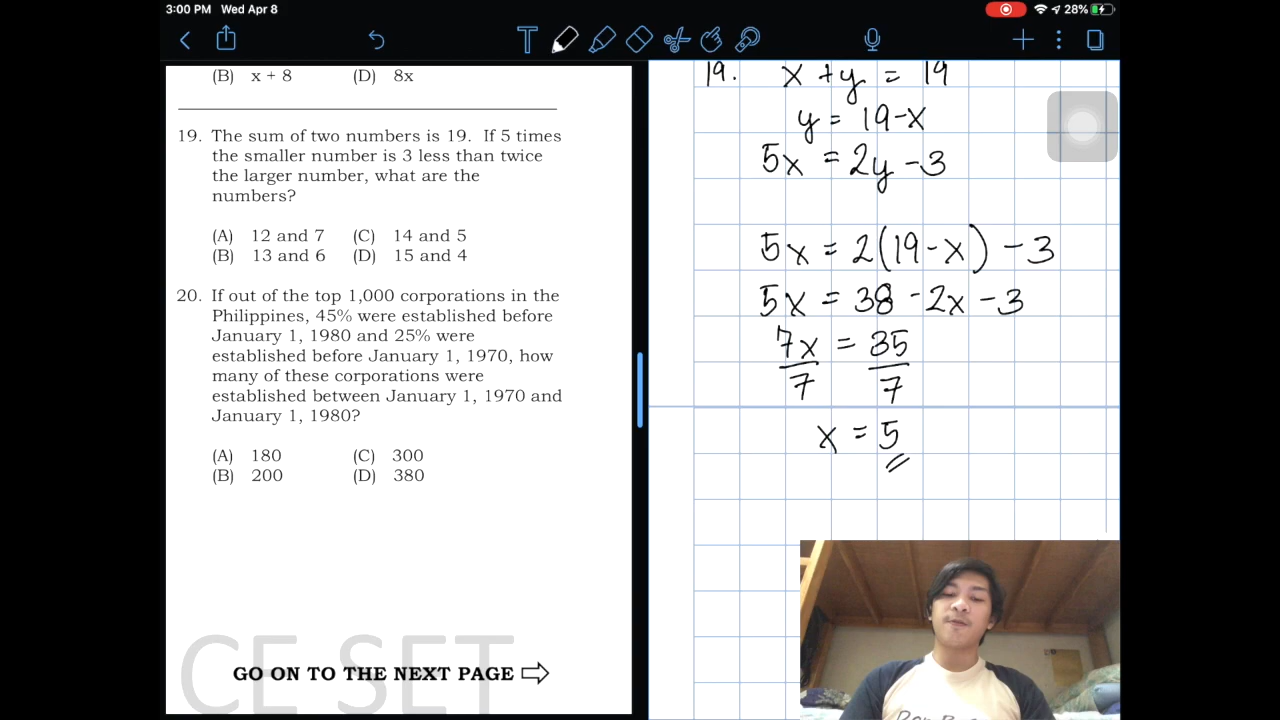 3:00 PM Wed Apr 8
28%
T
(B) x + 8 (D) 8x
19. The sum of two numbers is 19. If 5 times
the smaller number is 3 less than twice
the larger number, what are the
numbers?
(A) 12 and 7 (C) 14 and 5
(B) 13 and 6 (D) 15 and 4
20. If out of the top 1,000 corporations in the
Philippines, 45% were established before
January 1, 1980 and 25% were
established before January 1, 1970, how
many of these corporations were
established between January 1, 1970 and
January 1, 1980?
(A) 180 (C) 300
(B) 200 (D) 380
CE SET
GO ON TO THE NEXT PAGE
19. x + y = 19
y = 19-x
5x = 2y -3
5x = 2(19-x) -3
5x = 38 -2x -3
7x = 35
7 7
x = 5